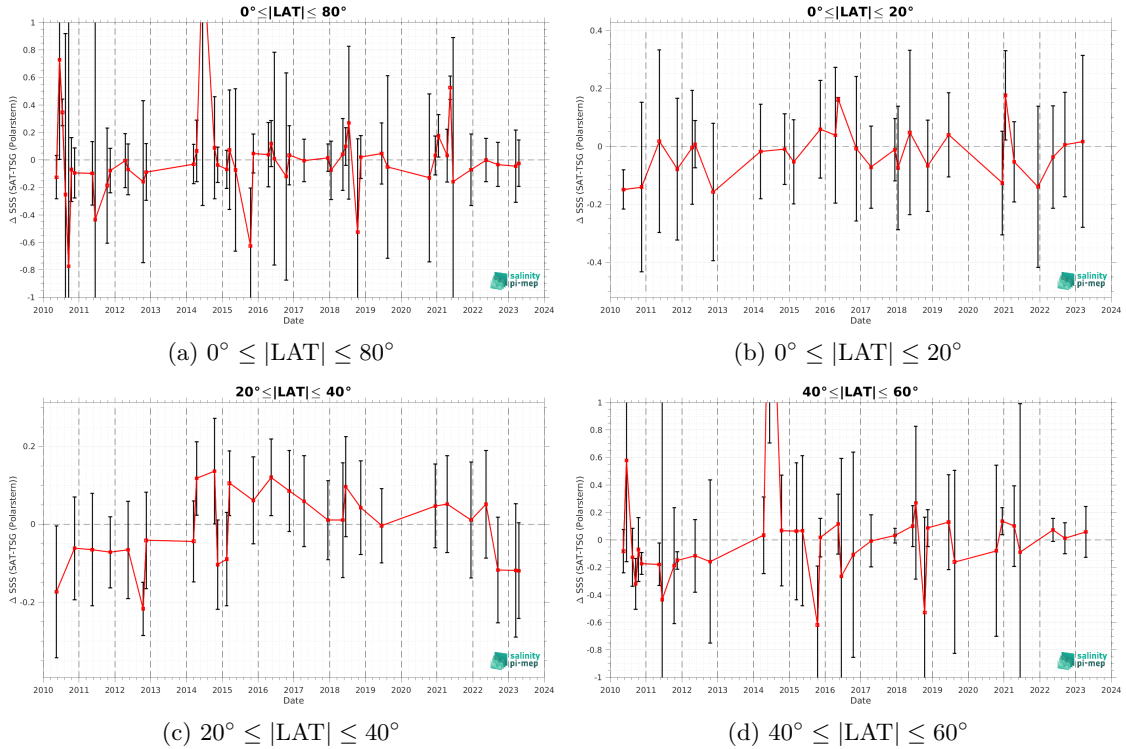 0°≤|LAT|≤ 80°
Δ SSS (SAT-TSG (Polarstern))
1
0.8
0.6
0.4
0.2
0
-0.2
-0.4
-0.6
-0.8
-1
2010 2011 2012 2013 2014 2015 2016 2017 2018 2019 2020 2021 2022 2023 2024
Date
salinity
pi-mep
(a) 0° ≤ |LAT| ≤ 80°
0°≤|LAT|≤ 20°
Δ SSS (SAT-TSG (Polarstern))
0.4
0.2
0
-0.2
-0.4
2010 2011 2012 2013 2014 2015 2016 2017 2018 2019 2020 2021 2022 2023 2024
Date
salinity
pi-mep
(b) 0° ≤ |LAT| ≤ 20°
20°≤|LAT|≤ 40°
Δ SSS (SAT-TSG (Polarstern))
0.2
0
-0.2
2010 2011 2012 2013 2014 2015 2016 2017 2018 2019 2020 2021 2022 2023 2024
Date
salinity
pi-mep
(c) 20° ≤ |LAT| ≤ 40°
40°≤|LAT|≤ 60°
Δ SSS (SAT-TSG (Polarstern))
1
0.8
0.6
0.4
0.2
0
-0.2
-0.4
-0.6
-0.8
-1
2010 2011 2012 2013 2014 2015 2016 2017 2018 2019 2020 2021 2022 2023 2024
Date
salinity
pi-mep
(d) 40° ≤ |LAT| ≤ 60°